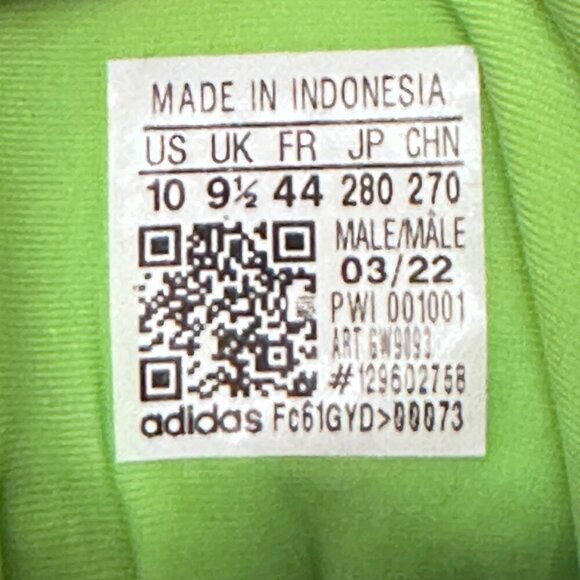 MADE IN INDONESIA
US UK FR JP CHN
10 9½ 44 280 270
MALE/MÂLE
03/22
PWI 001001
ART GW9093
#129602758
adidas Fc61GYD>00073